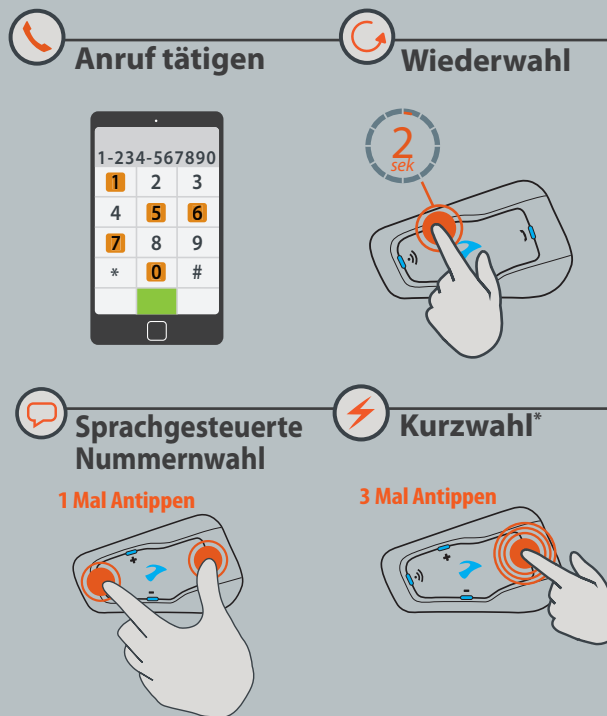 Anruf tätigen
1-234-567890
1 2 3
4 5 6
7 8 9
* 0 #
Wiederwahl
2
sek
Sprachgesteuerte
Nummernwahl
1 Mal Antippen
+
-
Kurzwahl*
3 Mal Antippen
+
-